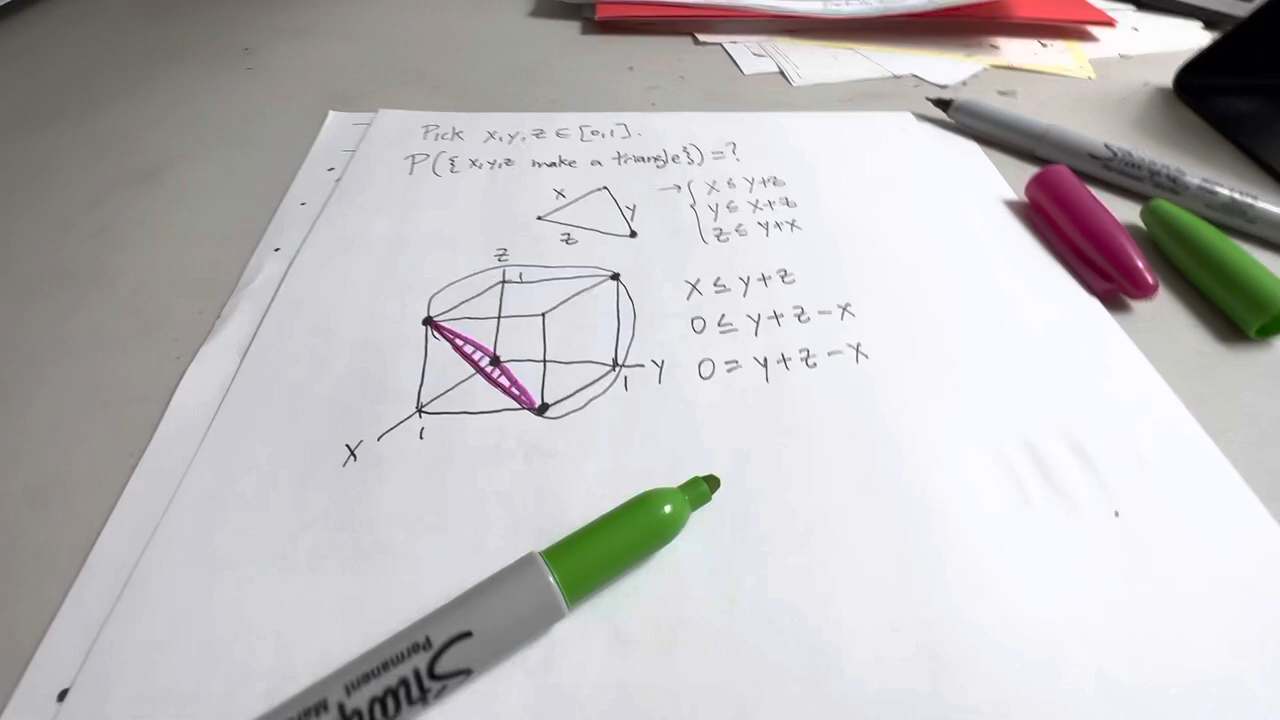 Pick x,y,z ∈ [0,1].
P({x,y,z make a triangle}) = ?
x
y
z
→ { x ≤ y+z
y ≤ x+z
z ≤ y+x
z
1
y
1
x
1
x ≤ y+z
0 ≤ y+z-x
0 = y+z-x
Sharpie
Permanent